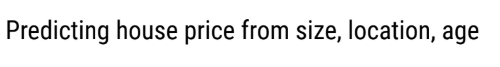 Predicting house price from size, location, age